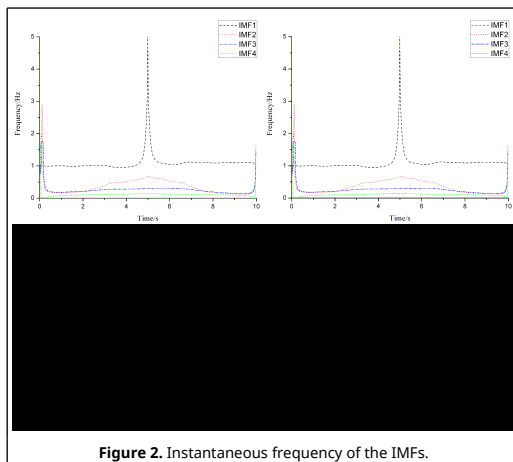 IMF1
IMF2
IMF3
IMF4
5
4
3
2
1
0
Frequency/Hz
0 2 4 6 8 10
Time/s
IMF1
IMF2
IMF3
IMF4
5
4
3
2
1
0
Frequency/Hz
0 2 4 6 8 10
Time/s
Figure 2. Instantaneous frequency of the IMFs.